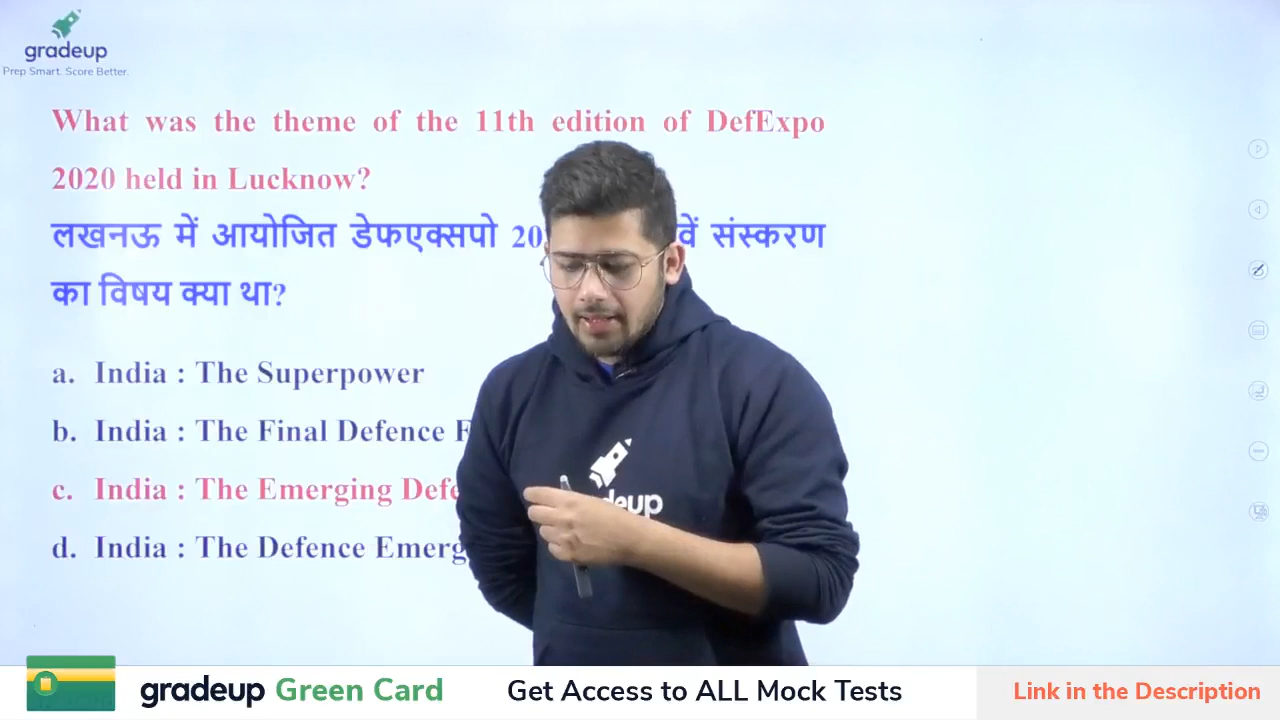 gradeup
Prep Smart. Score Better.
What was the theme of the 11th edition of DefExpo
2020 held in Lucknow?
लखनऊ में आयोजित डेफएक्सपो वें संस्करण
का विषय क्या था?
a. India : The Superpower
b. India : The Final Defence
c. India : The Emerging
d. India : The Defence
gradeup Green Card
Get Access to ALL Mock Tests
Link in the Description